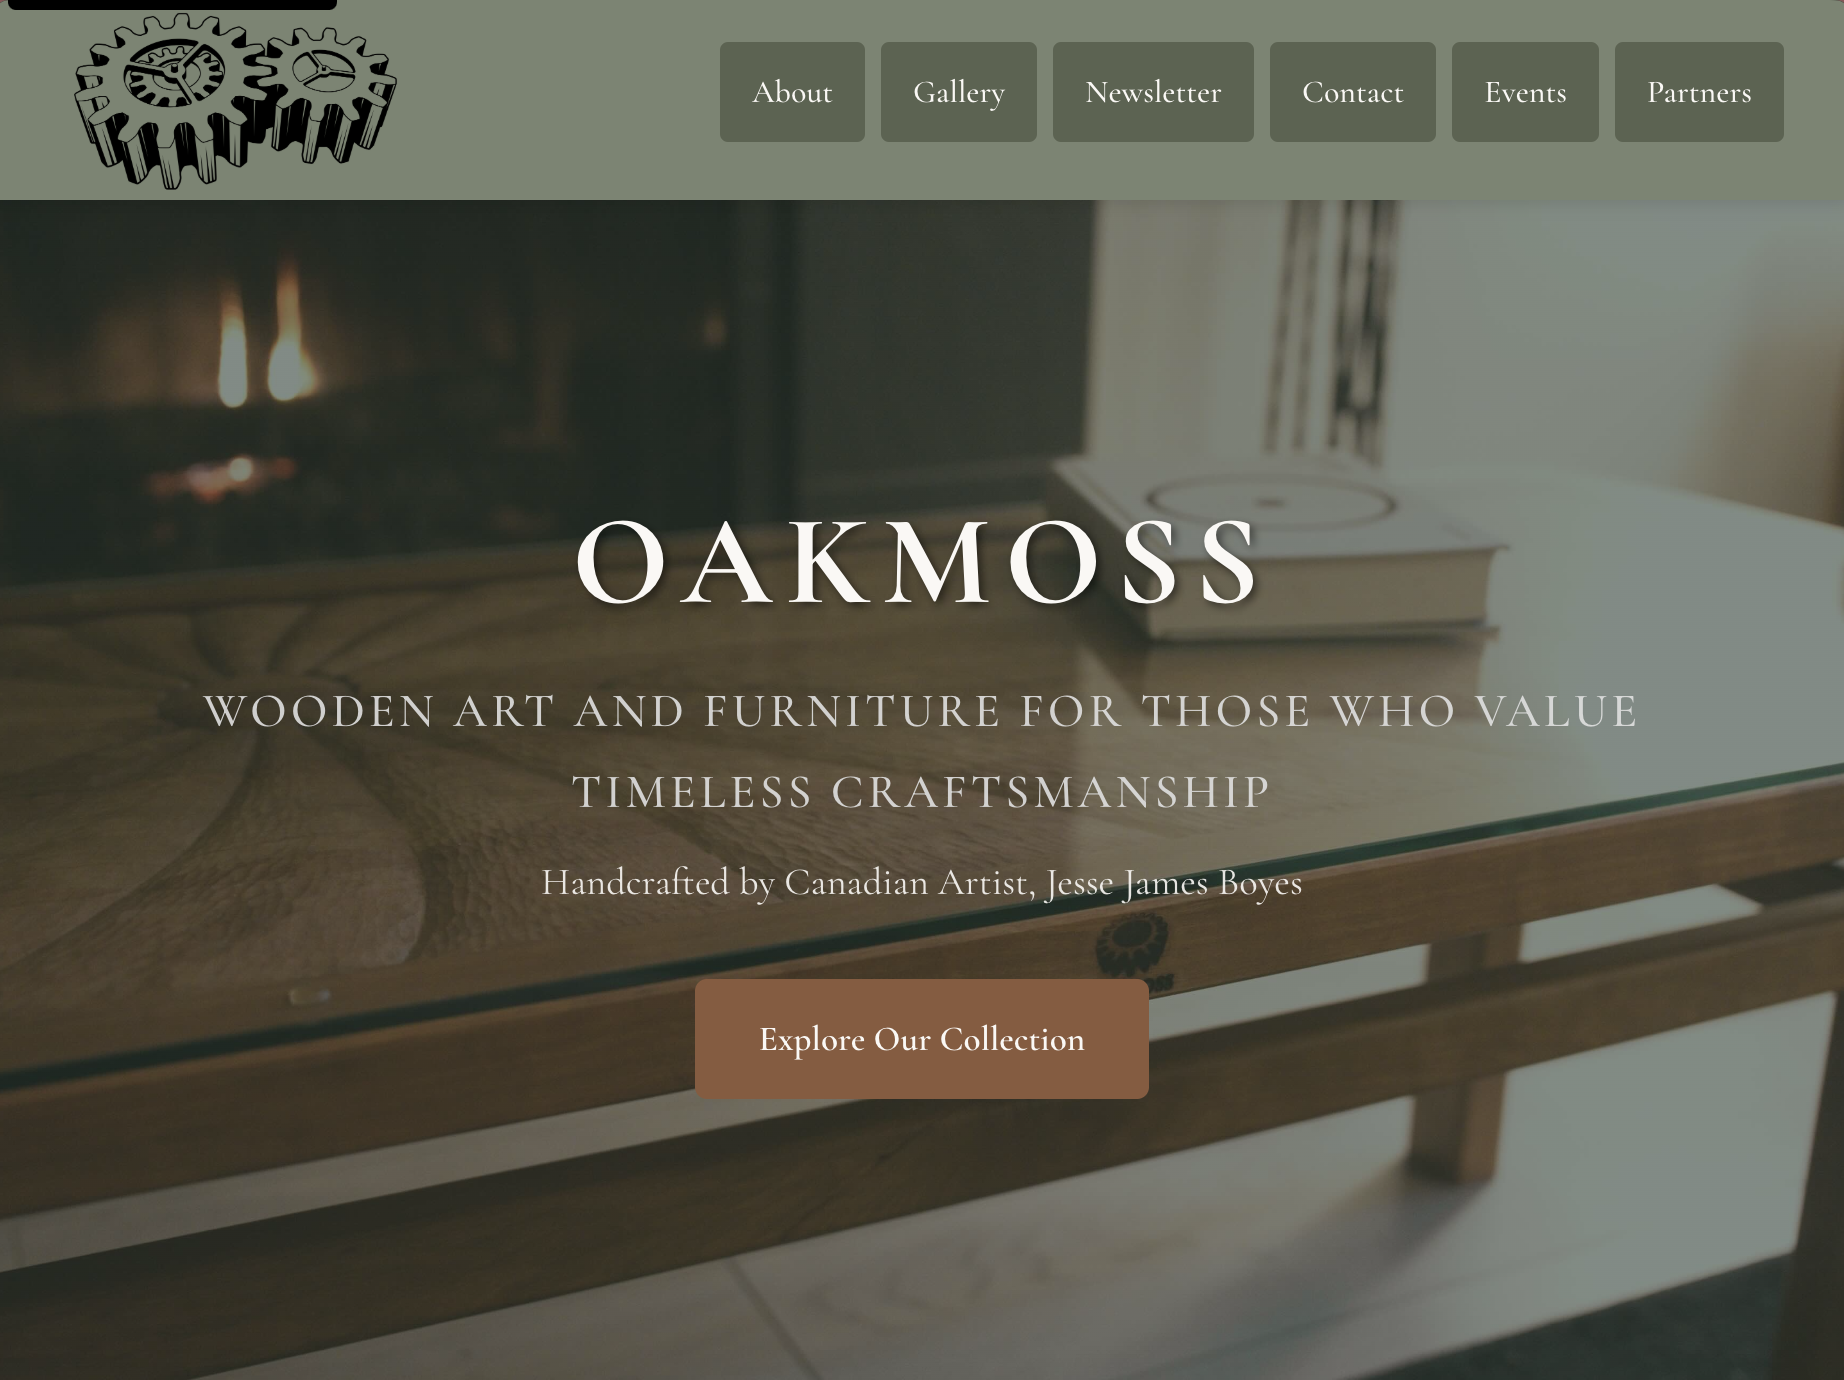 About
Gallery
Newsletter
Contact
Events
Partners
OAKMOSS
WOODEN ART AND FURNITURE FOR THOSE WHO VALUE
TIMELESS CRAFTSMANSHIP
Handcrafted by Canadian Artist, Jesse James Boyes
Explore Our Collection